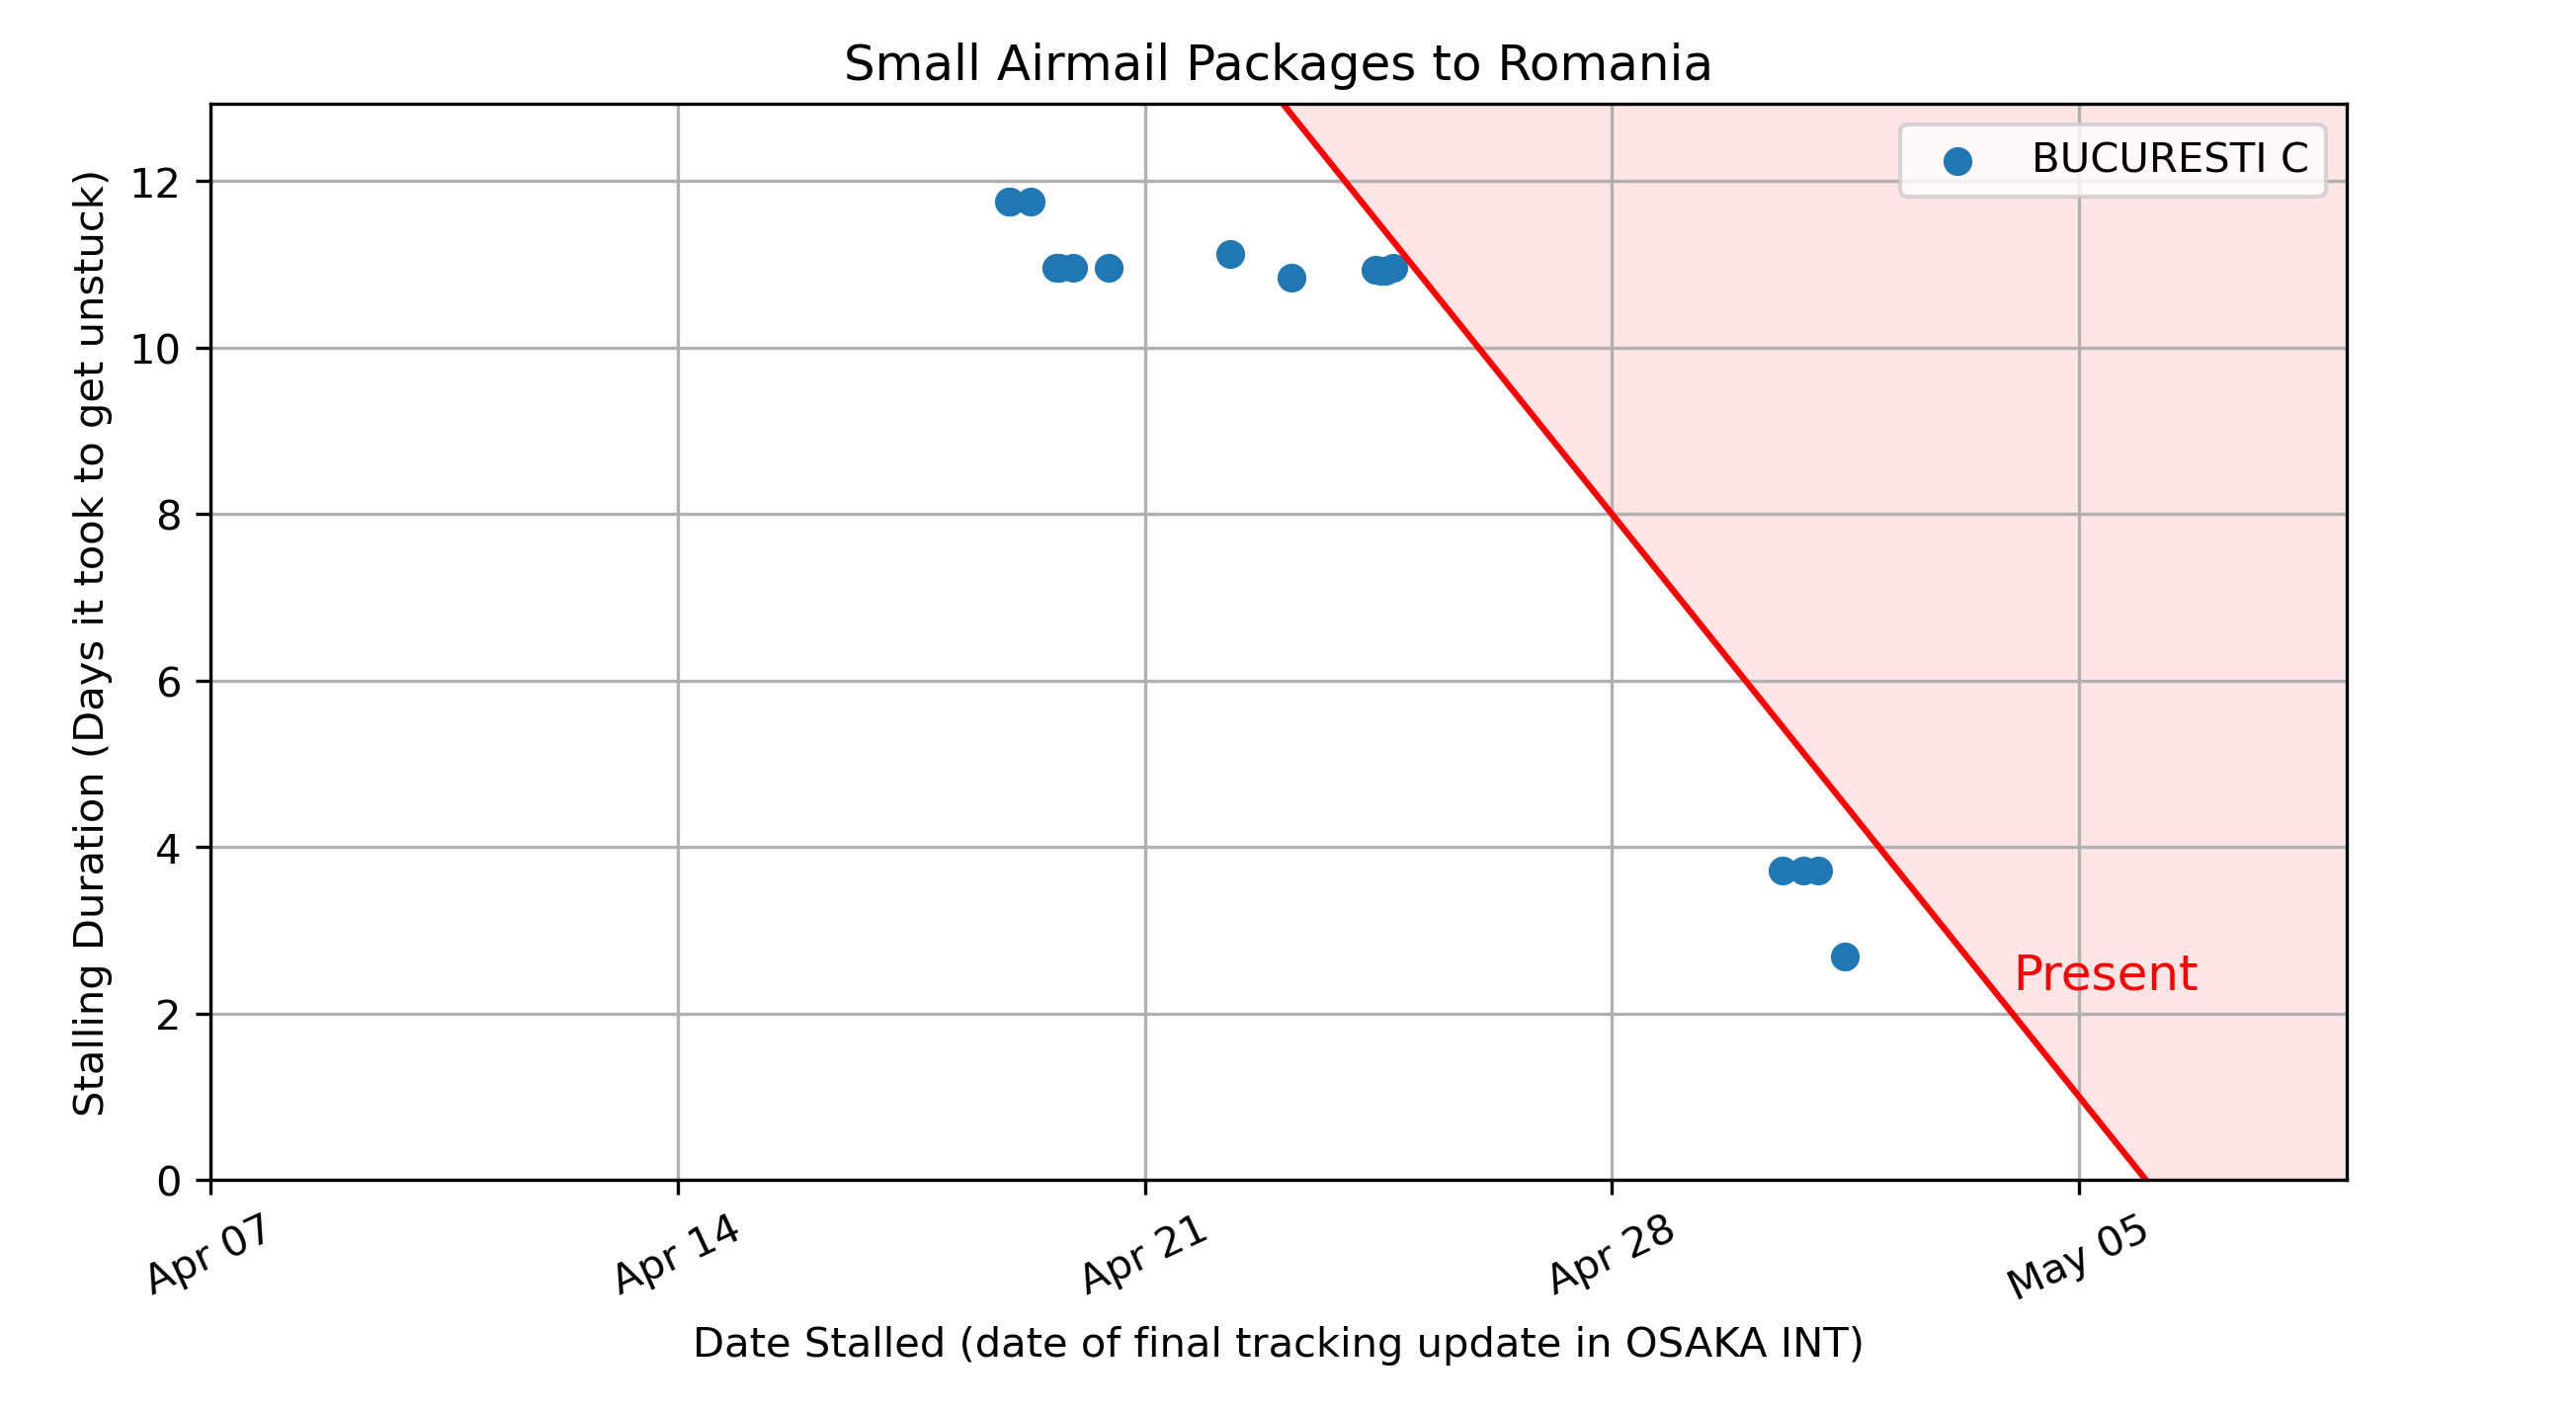 Small Airmail Packages to Romania
BUCURESTI C
Stalling Duration (Days it took to get unstuck)
12
10
8
6
4
2
0
Present
Apr 07
Apr 14
Apr 21
Apr 28
May 05
Date Stalled (date of final tracking update in OSAKA INT)